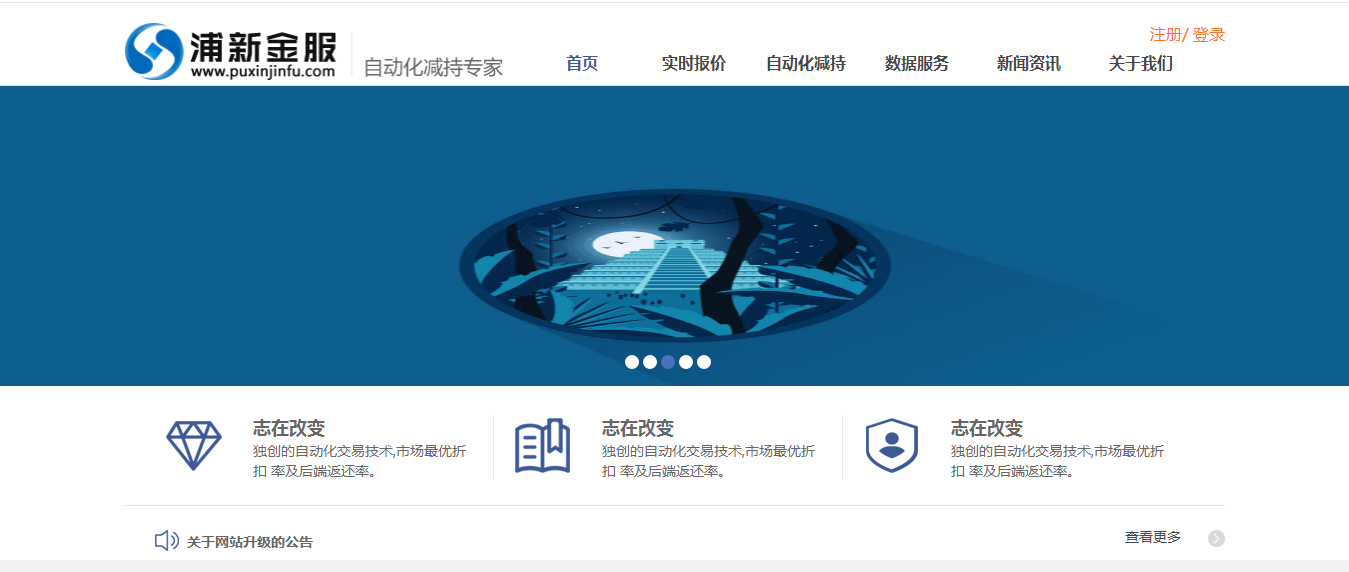 注册/ 登录
浦新金服
www.puxinjinfu.com
自动化减持专家
首页 实时报价 自动化减持 数据服务 新闻资讯 关于我们
志在改变
独创的自动化交易技术,市场最优折
扣 率及后端返还率。
志在改变
独创的自动化交易技术,市场最优折
扣 率及后端返还率。
志在改变
独创的自动化交易技术,市场最优折
扣 率及后端返还率。
关于网站升级的公告
查看更多